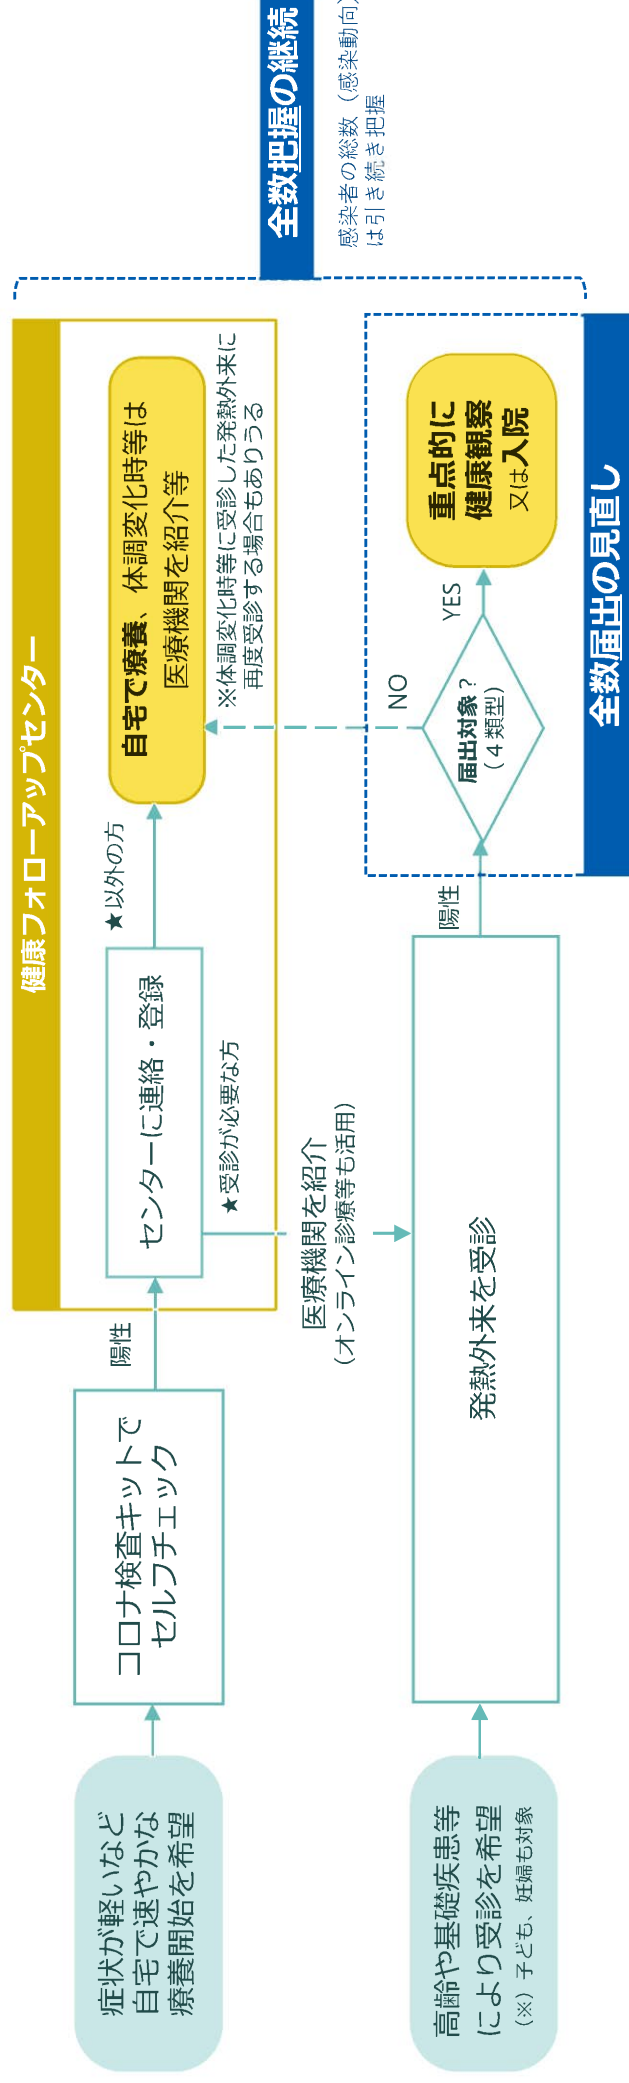 健康フォローアップセンター
症状が軽いなど
自宅で速やかな
療養開始を希望
コロナ検査キットで
セルフチェック
陽性
センターに連絡・登録
★以外の方
自宅で療養、体調変化時等は
医療機関を紹介等
※体調変化時等に受診した発熱外来に
再度受診する場合もありうる
★受診が必要な方
医療機関を紹介
（オンライン診療等も活用）
高齢や基礎疾患等
により受診を希望
（※）子ども、妊婦も対象
発熱外来を受診
陽性
届出対象？
（４類型）
NO
YES
重点的に
健康観察
又は入院
全数届出の見直し
全数把握の継続
感染者の総数（感染動向）
は引き続き把握